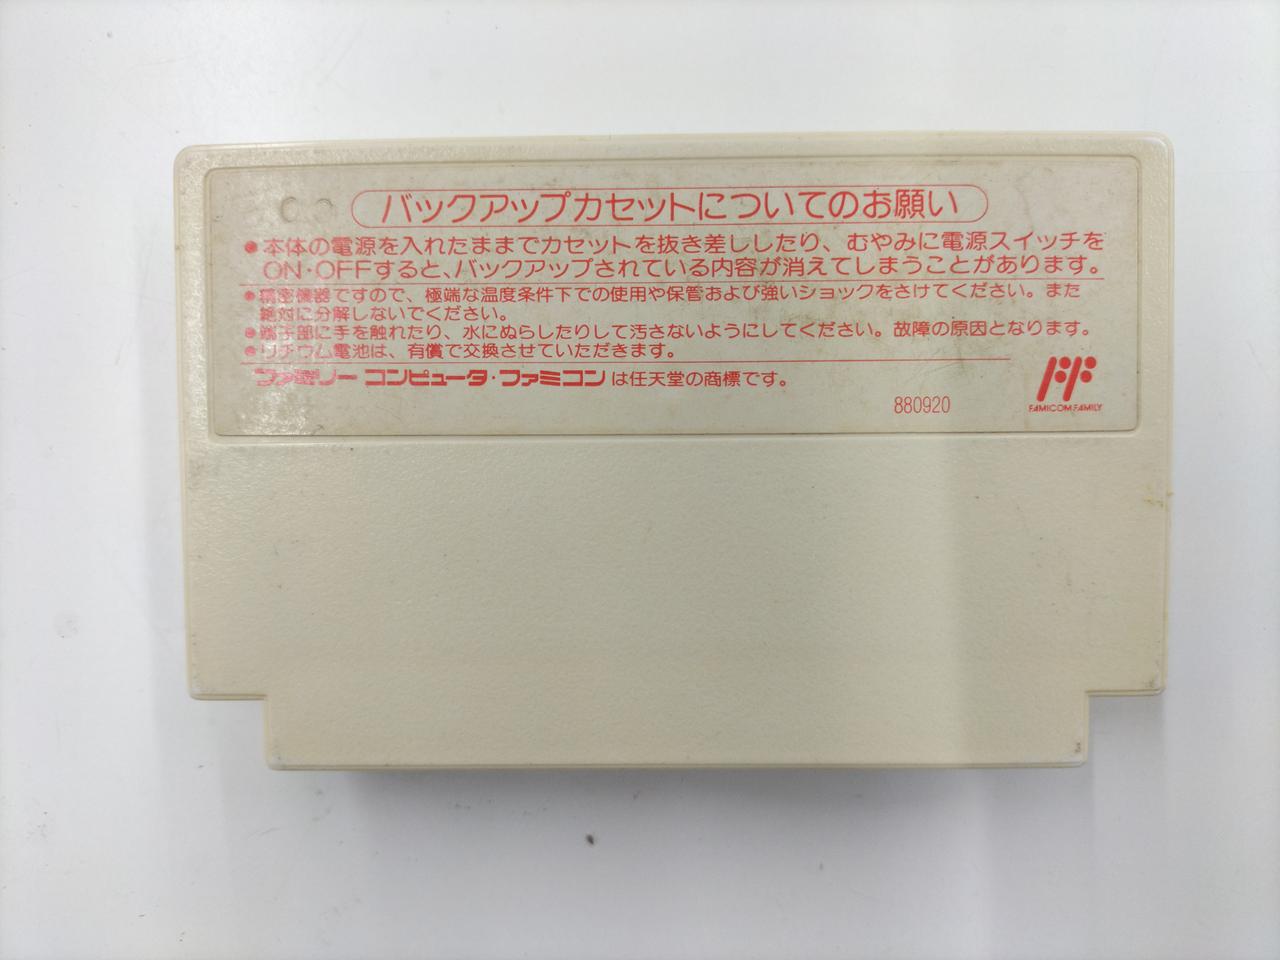 バックアップカセットについてのお願い
●本体の電源を入れたままでカセットを抜き差ししたり、むやみに電源スイッチを
ON・OFFすると、バックアップされている内容が消えてしまうことがあります。
●精密機器ですので、極端な温度条件下での使用や保管および強いショックをさけてください。また
絶対に分解しないでください。
●端子部に手を触れたり、水にぬらしたりして汚さないようにしてください。故障の原因となります。
●リチウム電池は、有償で交換させていただきます。
ファミリー コンピュータ・ファミコンは任天堂の商標です。
880920
FAMICOM FAMILY
3